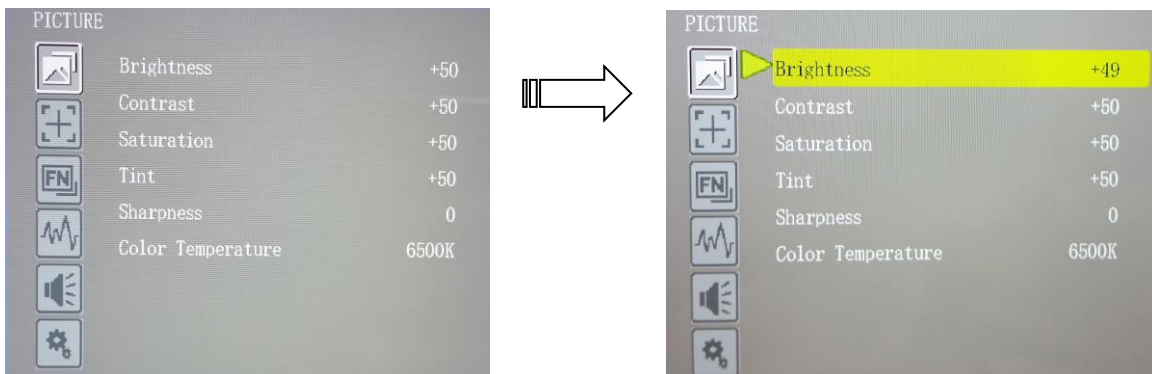 PICTURE
Brightness +50
Contrast +50
Saturation +50
FN Tint +50
Sharpness 0
Color Temperature 6500K
PICTURE
Brightness +49
Contrast +50
Saturation +50
FN Tint +50
Sharpness 0
Color Temperature 6500K